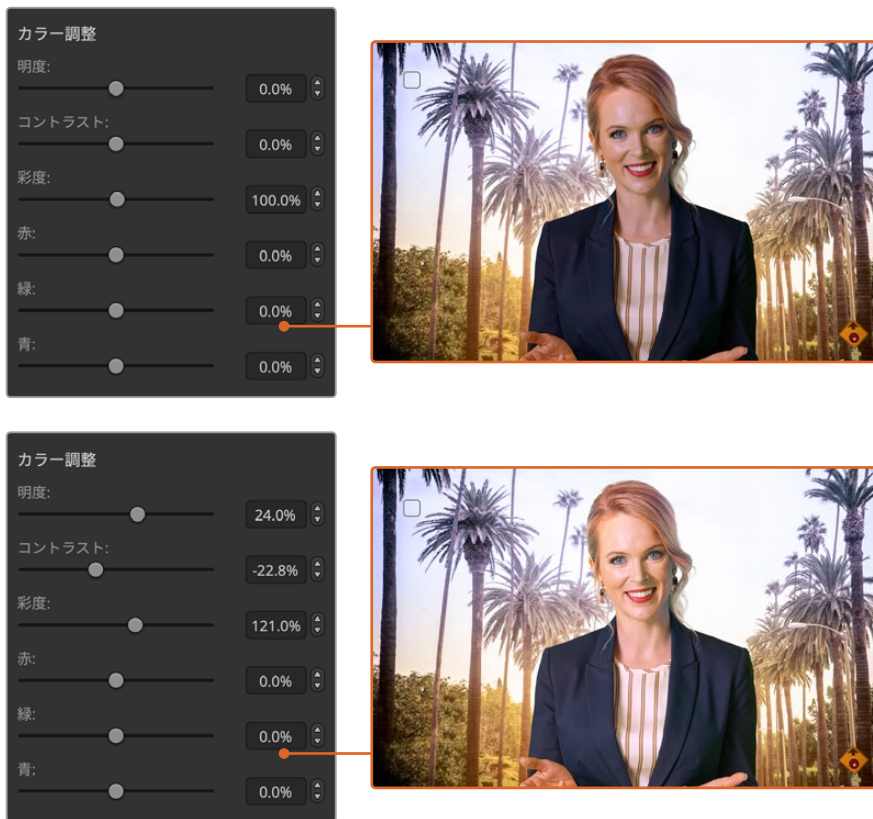 カラー調整
明度:
0.0%
コントラスト:
0.0%
彩度:
100.0%
赤:
0.0%
緑:
0.0%
青:
0.0%
カラー調整
明度:
24.0%
コントラスト:
-22.8%
彩度:
121.0%
赤:
0.0%
緑:
0.0%
青:
0.0%